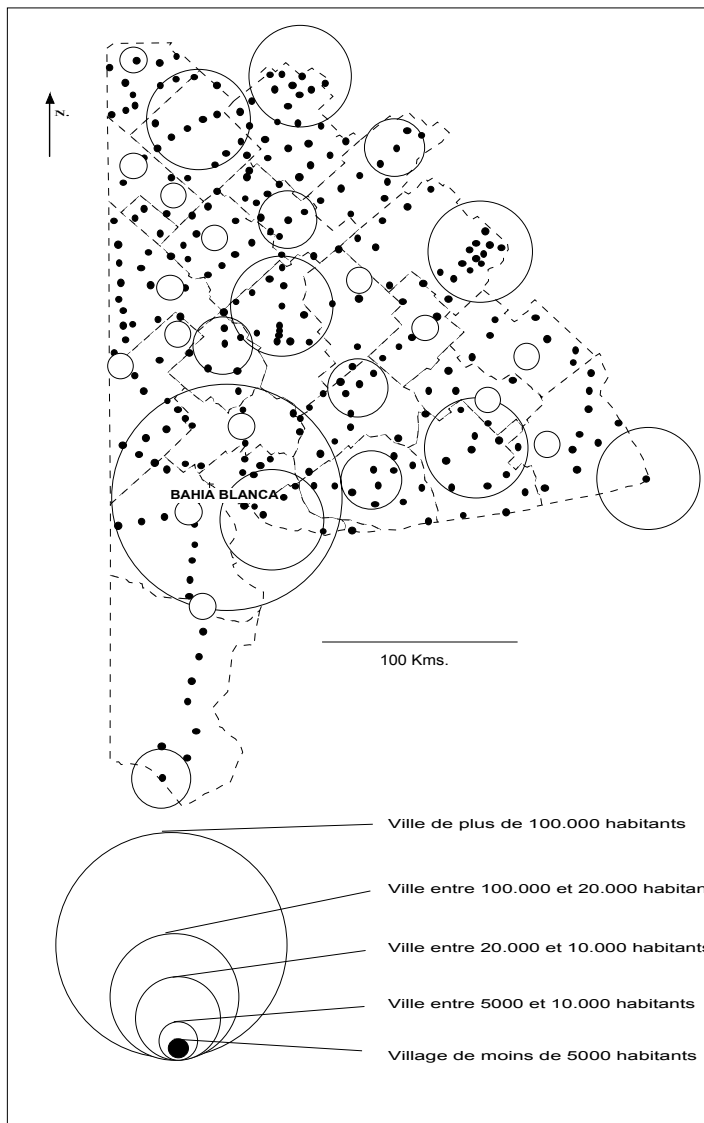 N.
BAHIA BLANCA
100 Kms.
Ville de plus de 100.000 habitants
Ville entre 100.000 et 20.000 habitan
Ville entre 20.000 et 10.000 habitants
Ville entre 5000 et 10.000 habitants
Village de moins de 5000 habitants